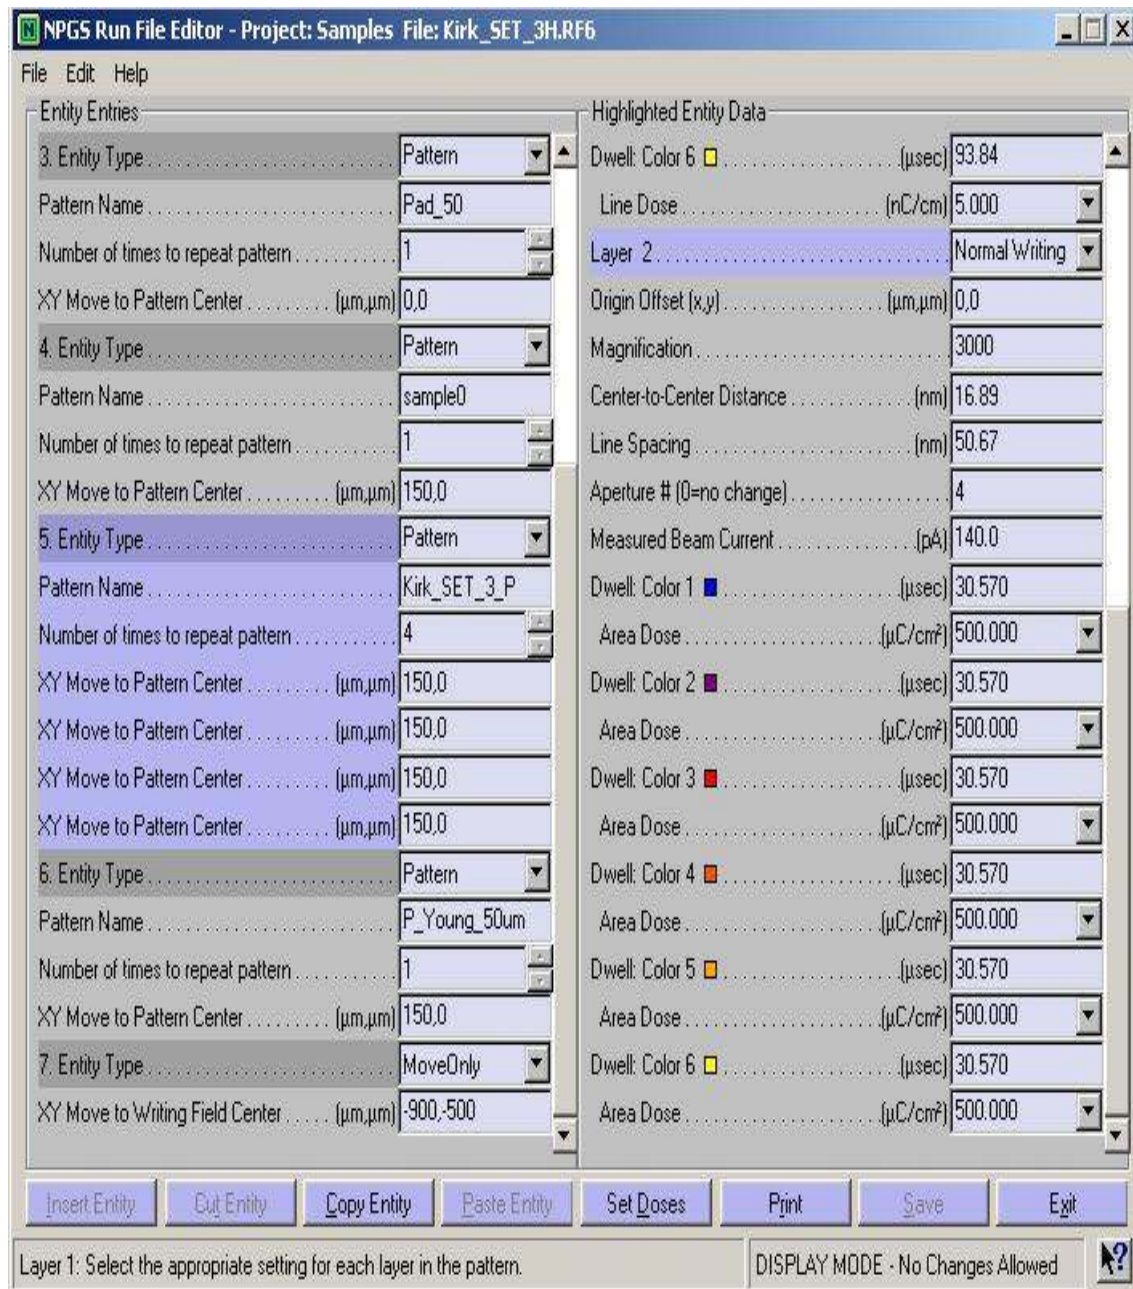 NPGS Run File Editor - Project: Samples File: Kirk_SET_3H.RF6
File Edit Help
Entity Entries
3. Entity Type Pattern
Pattern Name Pad_50
Number of times to repeat pattern 1
XY Move to Pattern Center (µm,µm) 0,0
4. Entity Type Pattern
Pattern Name sample0
Number of times to repeat pattern 1
XY Move to Pattern Center (µm,µm) 150,0
5. Entity Type Pattern
Pattern Name Kirk_SET_3_P
Number of times to repeat pattern 4
XY Move to Pattern Center (µm,µm) 150,0
XY Move to Pattern Center (µm,µm) 150,0
XY Move to Pattern Center (µm,µm) 150,0
XY Move to Pattern Center (µm,µm) 150,0
6. Entity Type Pattern
Pattern Name P_Young_50um
Number of times to repeat pattern 1
XY Move to Pattern Center (µm,µm) 150,0
7. Entity Type MoveOnly
XY Move to Writing Field Center (µm,µm) -900,-500
Highlighted Entity Data
Dwell: Color 6 (µsec) 93.84
Line Dose (nC/cm) 5.000
Layer 2 Normal Writing
Origin Offset (x,y) (µm,µm) 0,0
Magnification 3000
Center-to-Center Distance (nm) 16.89
Line Spacing (nm) 50.67
Aperture # (0=no change) 4
Measured Beam Current (pA) 140.0
Dwell: Color 1 (µsec) 30.570
Area Dose (µC/cm²) 500.000
Dwell: Color 2 (µsec) 30.570
Area Dose (µC/cm²) 500.000
Dwell: Color 3 (µsec) 30.570
Area Dose (µC/cm²) 500.000
Dwell: Color 4 (µsec) 30.570
Area Dose (µC/cm²) 500.000
Dwell: Color 5 (µsec) 30.570
Area Dose (µC/cm²) 500.000
Dwell: Color 6 (µsec) 30.570
Area Dose (µC/cm²) 500.000
Insert Entity Cut Entity Copy Entity Paste Entity Set Doses Print Save Exit
Layer 1: Select the appropriate setting for each layer in the pattern. DISPLAY MODE - No Changes Allowed